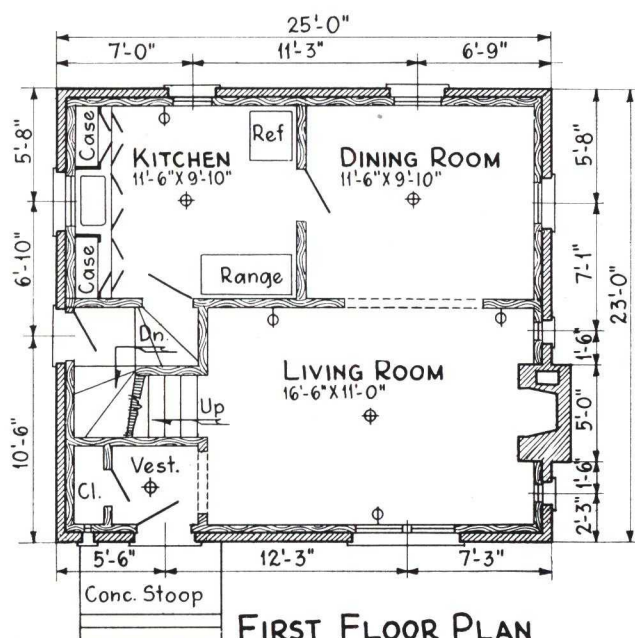 25'-0"
7'-0" 11'-3" 6'-9"
5'-8"
6'-10"
10'-6"
Case
Case
KITCHEN
11'-6"X9'-10"
Ref
Range
DINING ROOM
11'-6"X9'-10"
5'-8"
7'-1"
1'-6"
5'-0"
1'-6"
2'-3"
23'-0"
Dn.
Up
LIVING ROOM
16'-6"X11'-0"
Cl.
Vest.
5'-6" 12'-3" 7'-3"
Conc. Stoop
FIRST FLOOR PLAN